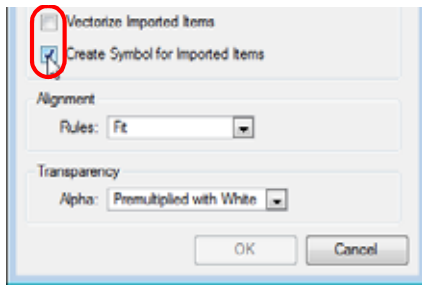 Vectorize Imported Items
Create Symbol for Imported Items
Alignment
Rules: Fit
Transparency
Alpha: Premultiplied with White
OK Cancel